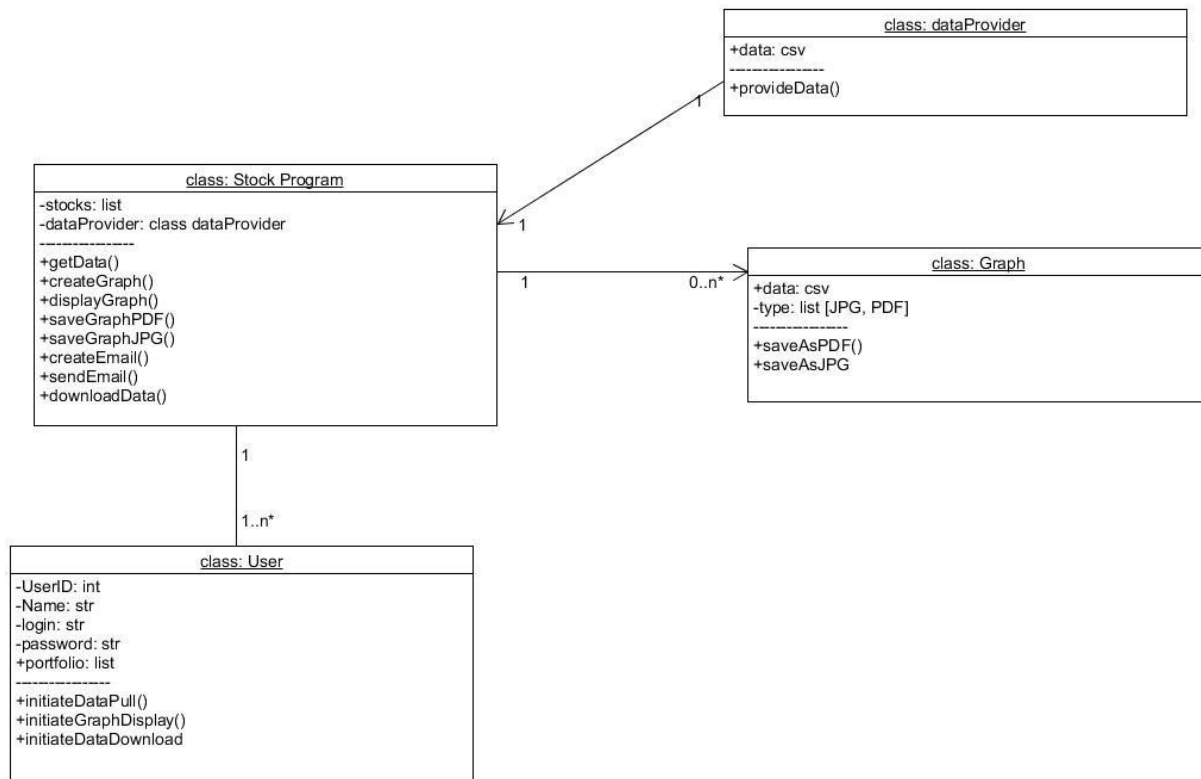 class: dataProvider
+data: csv
-----------------
+provideData()
1
class: Stock Program
-stocks: list
-dataProvider: class dataProvider
-----------------
+getData()
+createGraph()
+displayGraph()
+saveGraphPDF()
+saveGraphJPG()
+createEmail()
+sendEmail()
+downloadData()
1
1
0..n*
class: Graph
+data: csv
-type: list [JPG, PDF]
-----------------
+saveAsPDF()
+saveAsJPG
1
1..n*
class: User
-UserID: int
-Name: str
-login: str
-password: str
+portfolio: list
-----------------
+initiateDataPull()
+initiateGraphDisplay()
+initiateDataDownload